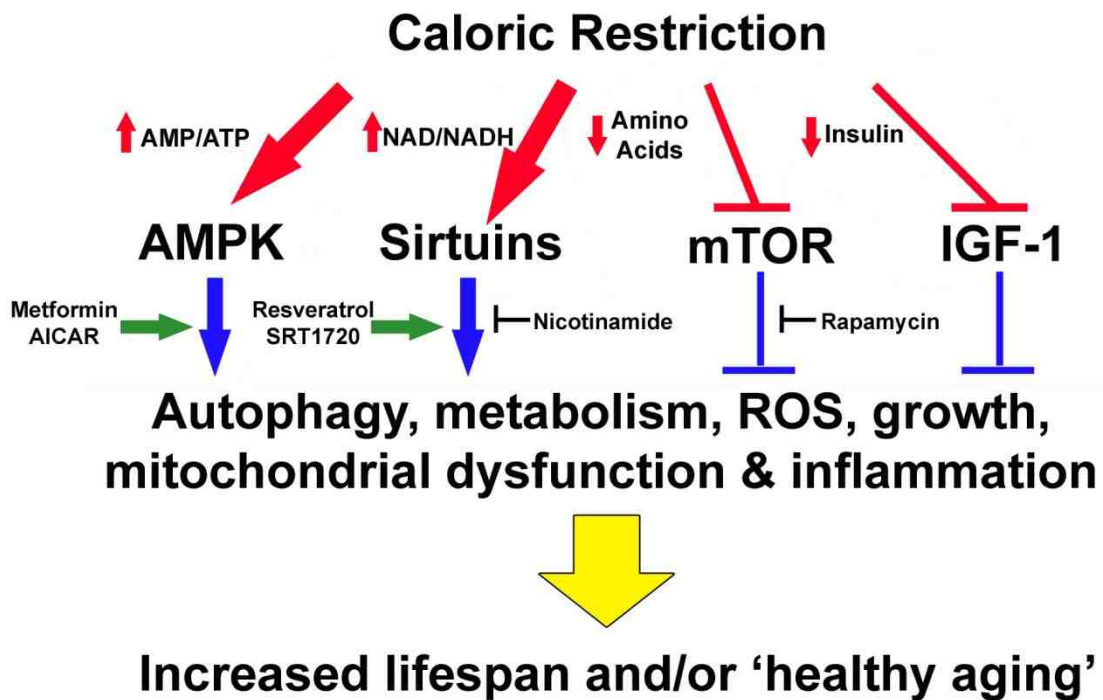 Caloric Restriction
AMP/ATP
NAD/NADH
Amino
Acids
Insulin
AMPK
Sirtuins
mTOR
IGF-1
Metformin
AICAR
Resveratrol
SRT1720
Nicotinamide
Rapamycin
Autophagy, metabolism, ROS, growth,
mitochondrial dysfunction & inflammation
Increased lifespan and/or ‘healthy aging’